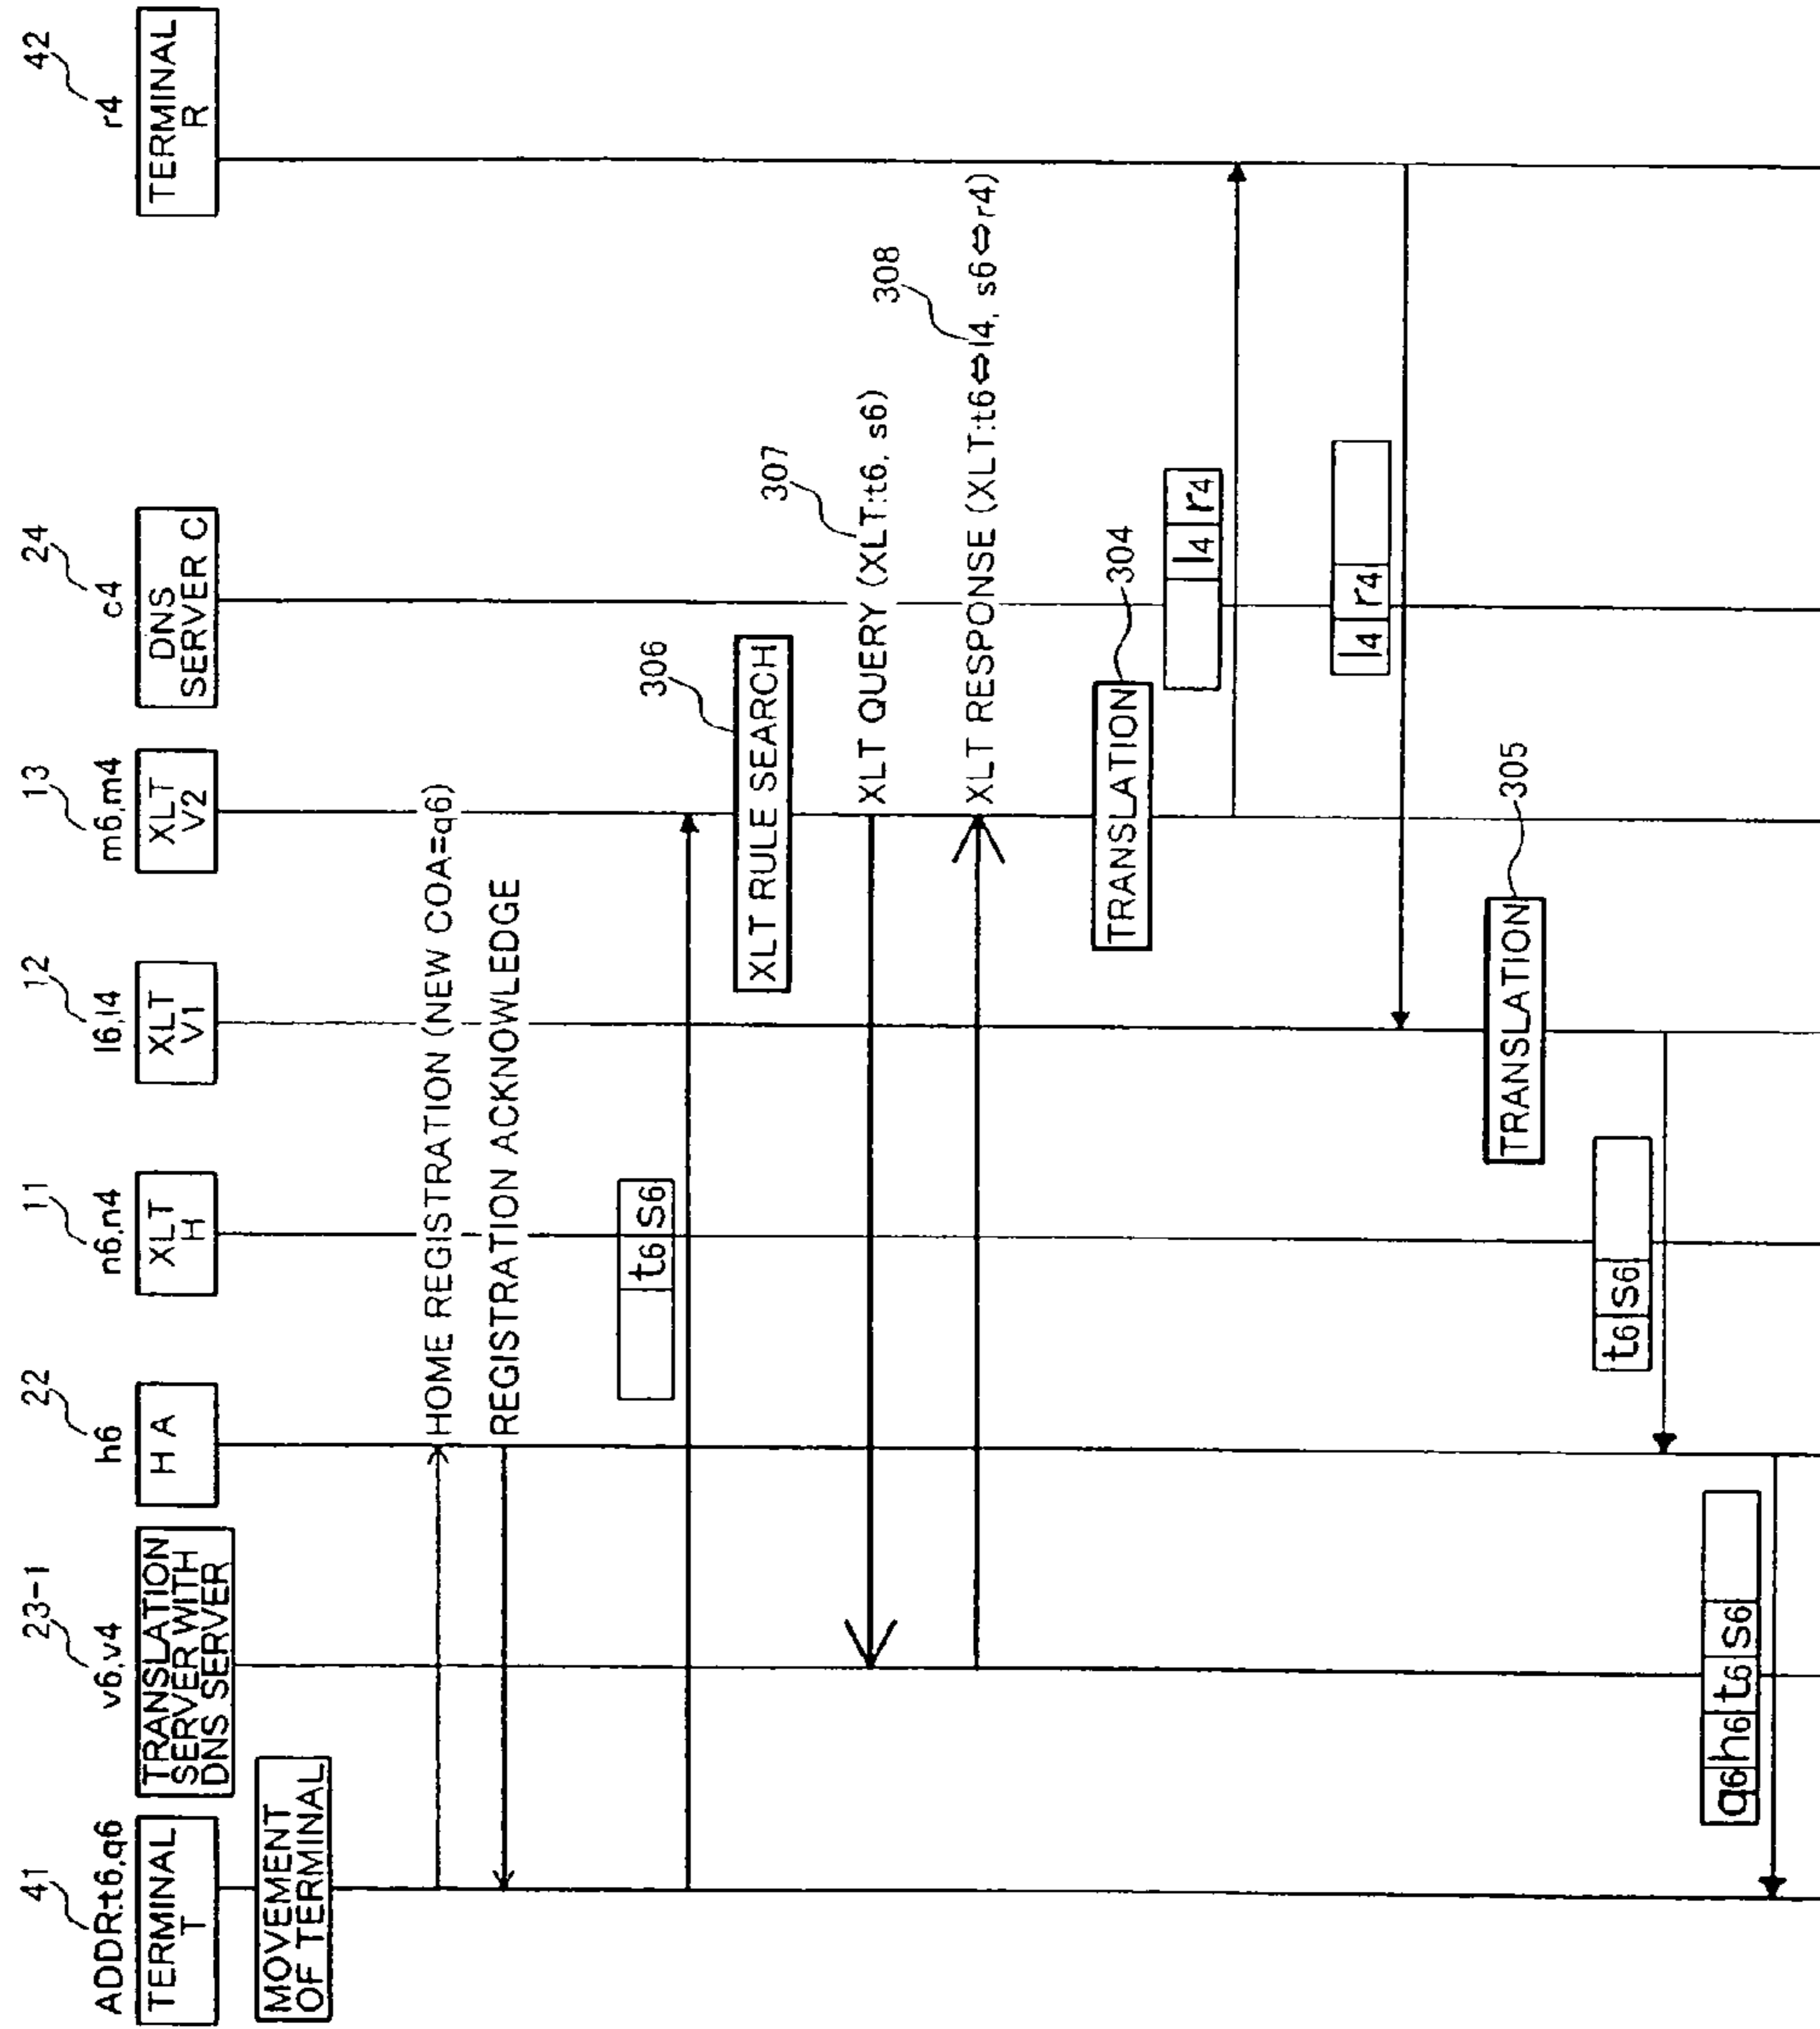 41
ADDR:t6,q6
TERMINAL
T
23-1
v6,v4
TRANSLATION
SERVER WITH
DNS SERVER
22
h6
H A
11
n6,n4
XLT
H
12
l6,l4
XLT
V1
13
m6,m4
XLT
V2
24
c4
DNS
SERVER C
42
r4
TERMINAL
R
MOVEMENT
OF TERMINAL
HOME REGISTRATION (NEW COA=q6)
REGISTRATION ACKNOWLEDGE
t6 s6
306
XLT RULE SEARCH
307
XLT QUERY (XLT:t6, s6)
308
XLT RESPONSE (XLT:t6⇔l4, s6⇔r4)
304
TRANSLATION
l4 r4
l4 r4
305
TRANSLATION
t6 s6
q6 h6 t6 s6